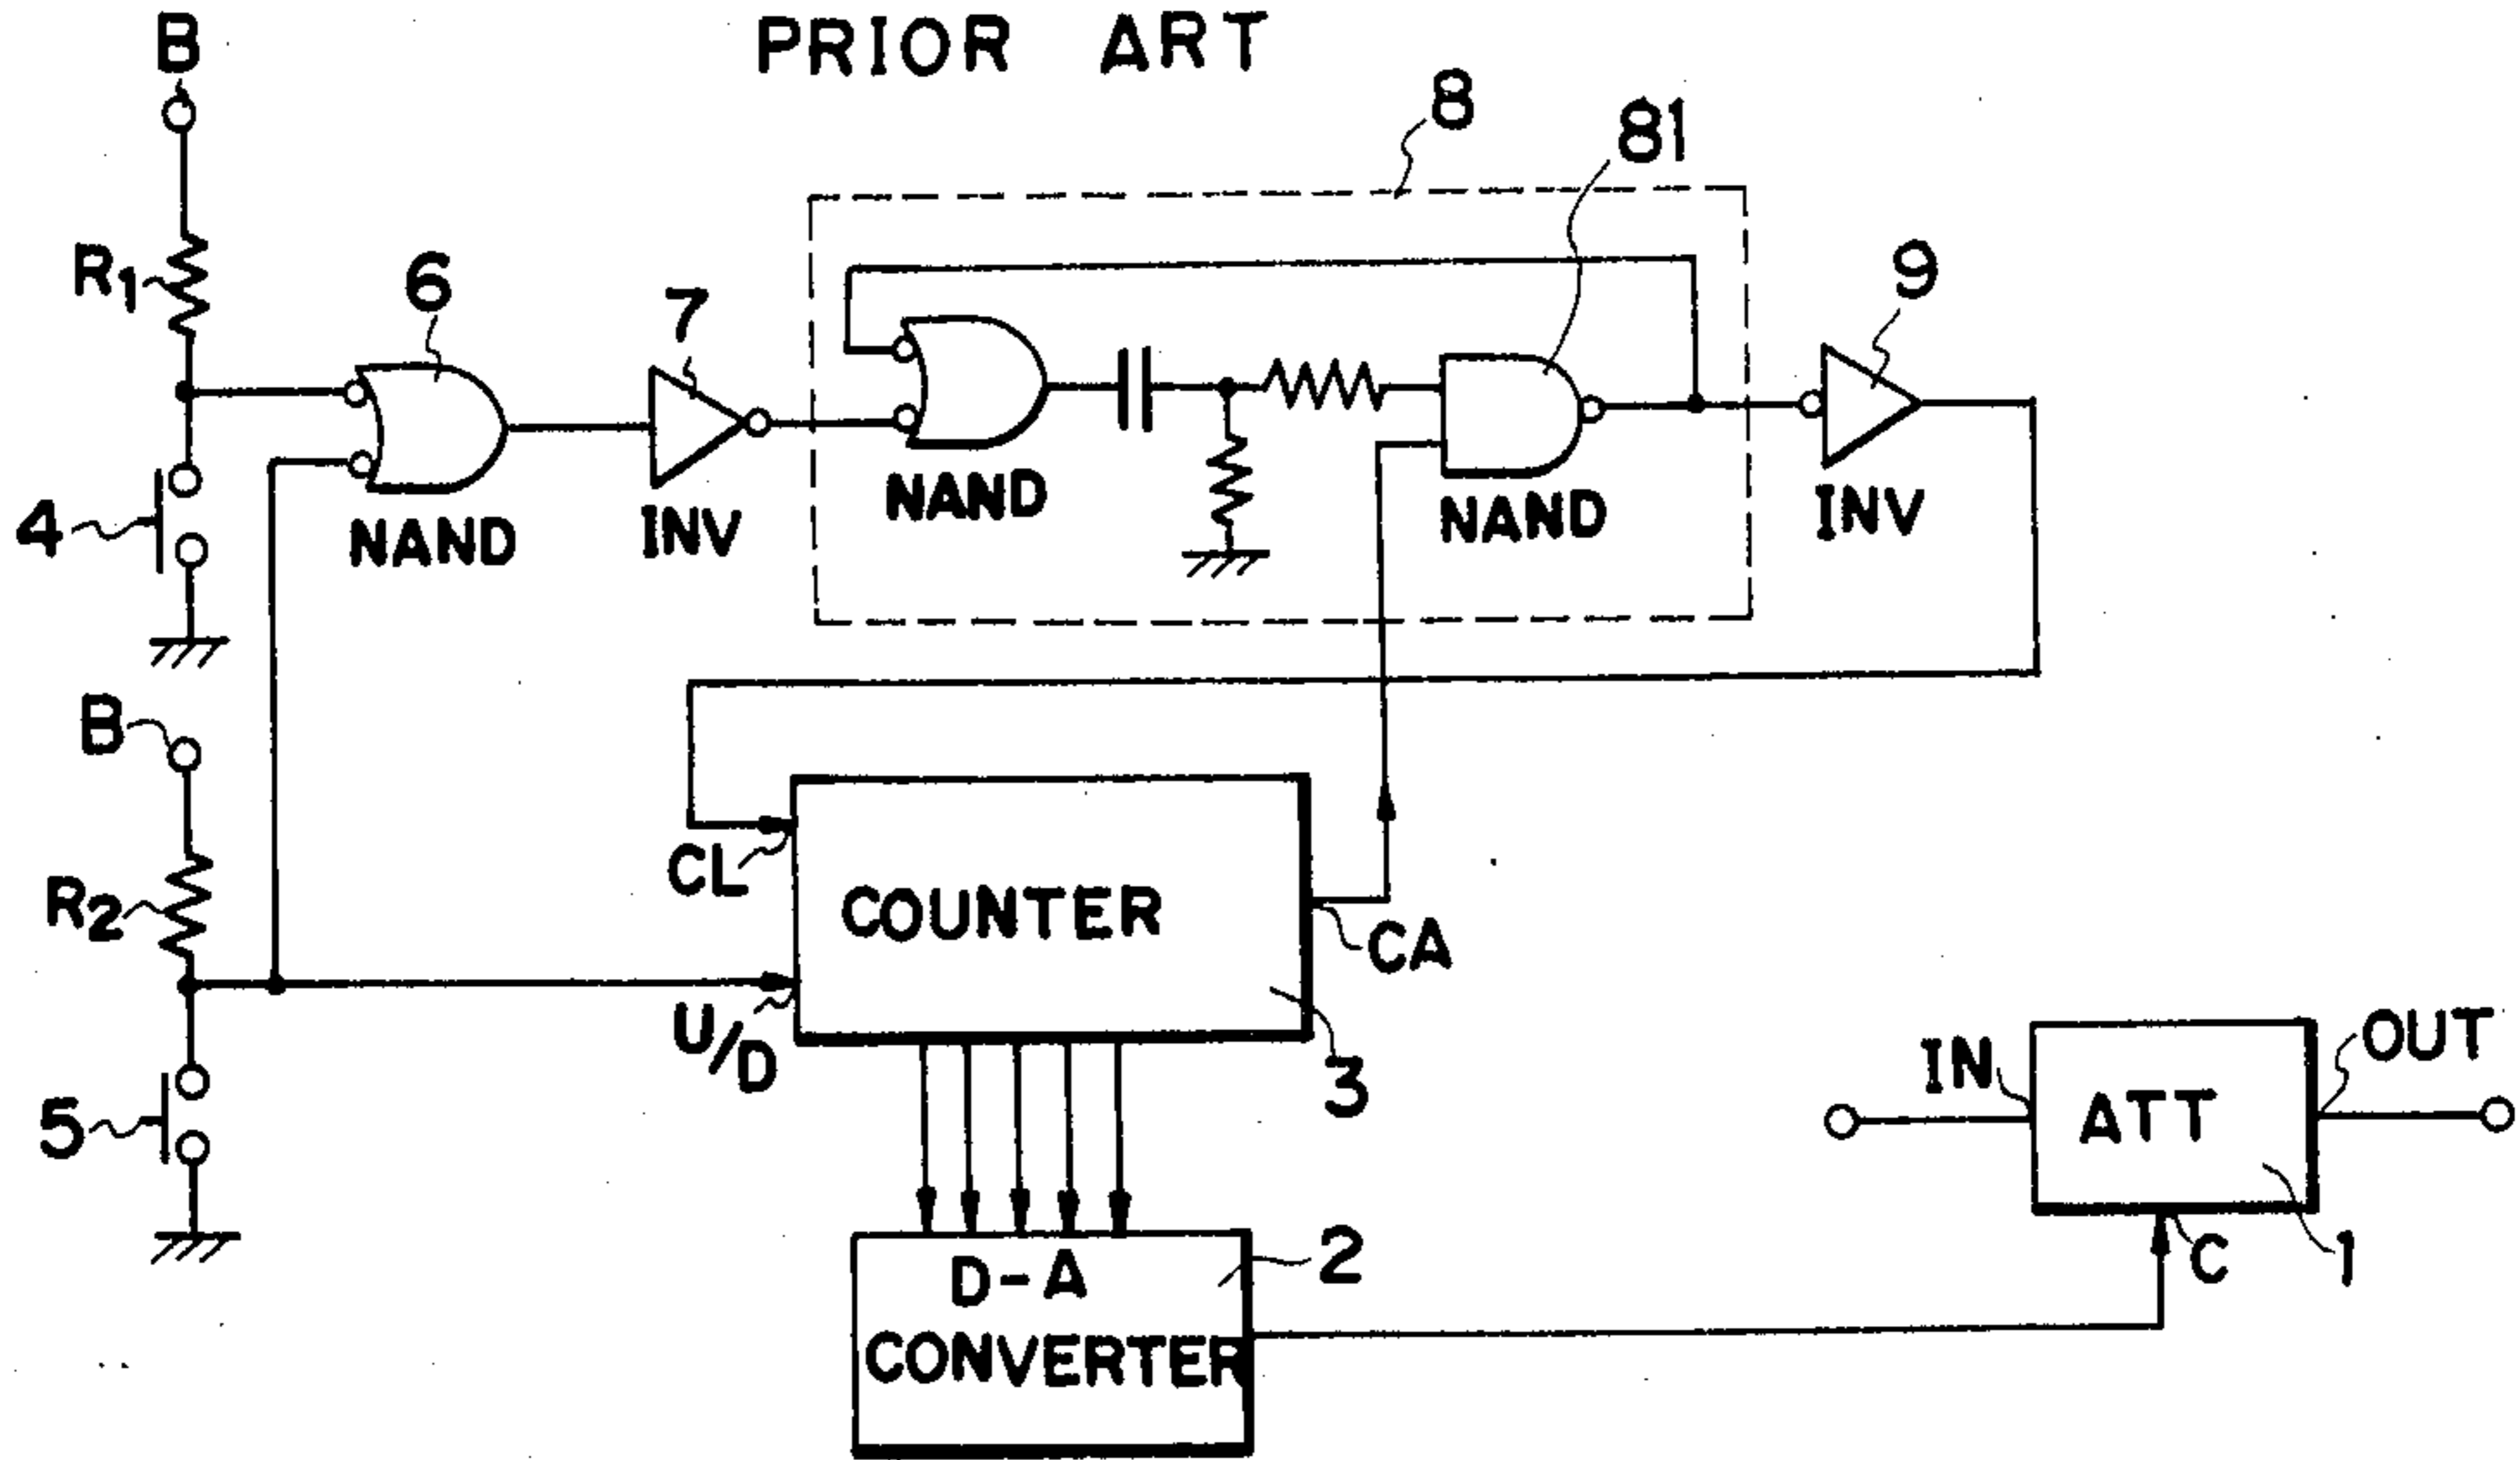 PRIOR ART
B
8
81
R1
6
7
9
4
NAND
INV
NAND
NAND
INV
B
CL
COUNTER
R2
CA
U/D
3
IN
OUT
ATT
5
2
D-A
CONVERTER
C
1